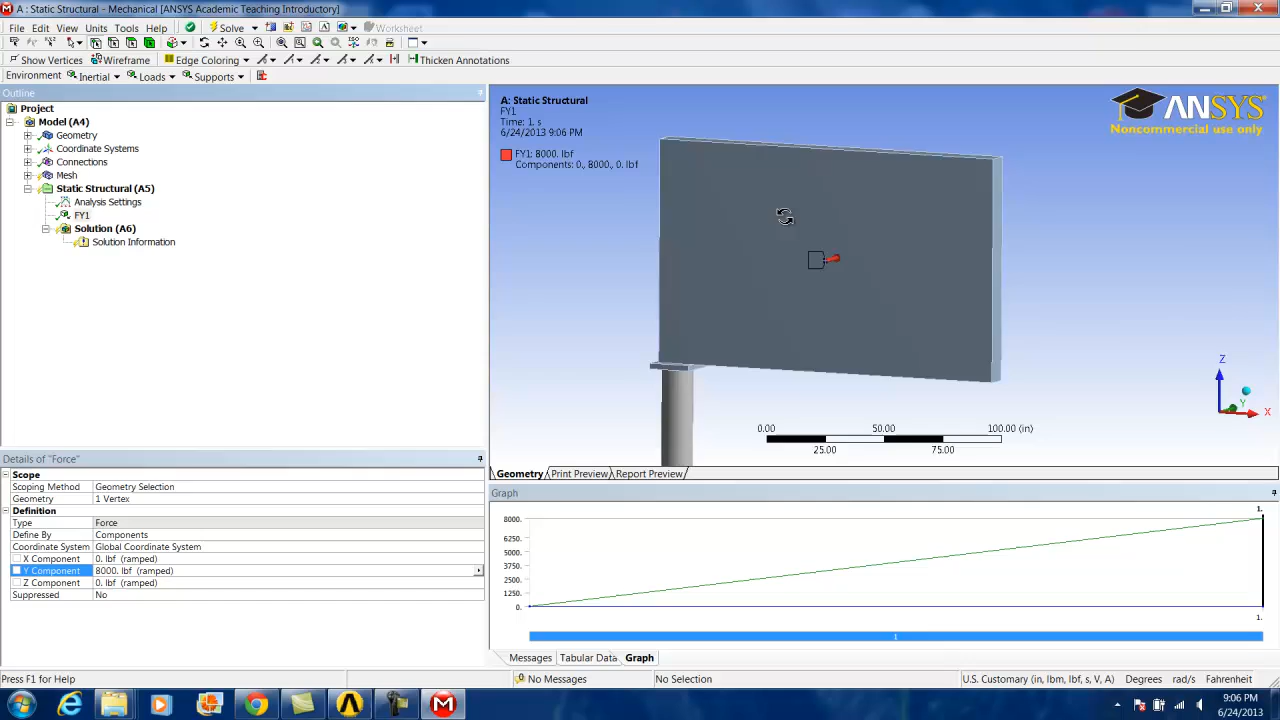 A : Static Structural - Mechanical [ANSYS Academic Teaching Introductory]
File Edit View Units Tools Help Solve Worksheet
Show Vertices Wireframe Edge Coloring Thicken Annotations
Environment Inertial Loads Supports
Outline
Project
Model (A4)
Geometry
Coordinate Systems
Connections
Mesh
Static Structural (A5)
Analysis Settings
FY1
Solution (A6)
Solution Information
A: Static Structural
FY1
Time: 1. s
6/24/2013 9:06 PM
FY1: 8000. lbf
Components: 0., 8000., 0. lbf
ANSYS
Noncommercial use only
Z
Y
X
0.00 50.00 100.00 (in)
25.00 75.00
Geometry Print Preview Report Preview
Details of "Force"
Scope
Scoping Method Geometry Selection
Geometry 1 Vertex
Definition
Type Force
Define By Components
Coordinate System Global Coordinate System
X Component 0. lbf (ramped)
Y Component 8000. lbf (ramped)
Z Component 0. lbf (ramped)
Suppressed No
Graph
1.
8000.
6250.
5000.
3750.
2500.
1250.
0.
1.
1
Messages Tabular Data Graph
Press F1 for Help No Messages No Selection U.S. Customary (in, lbm, lbf, s, V, A) Degrees rad/s Fahrenheit
9:06 PM
6/24/2013